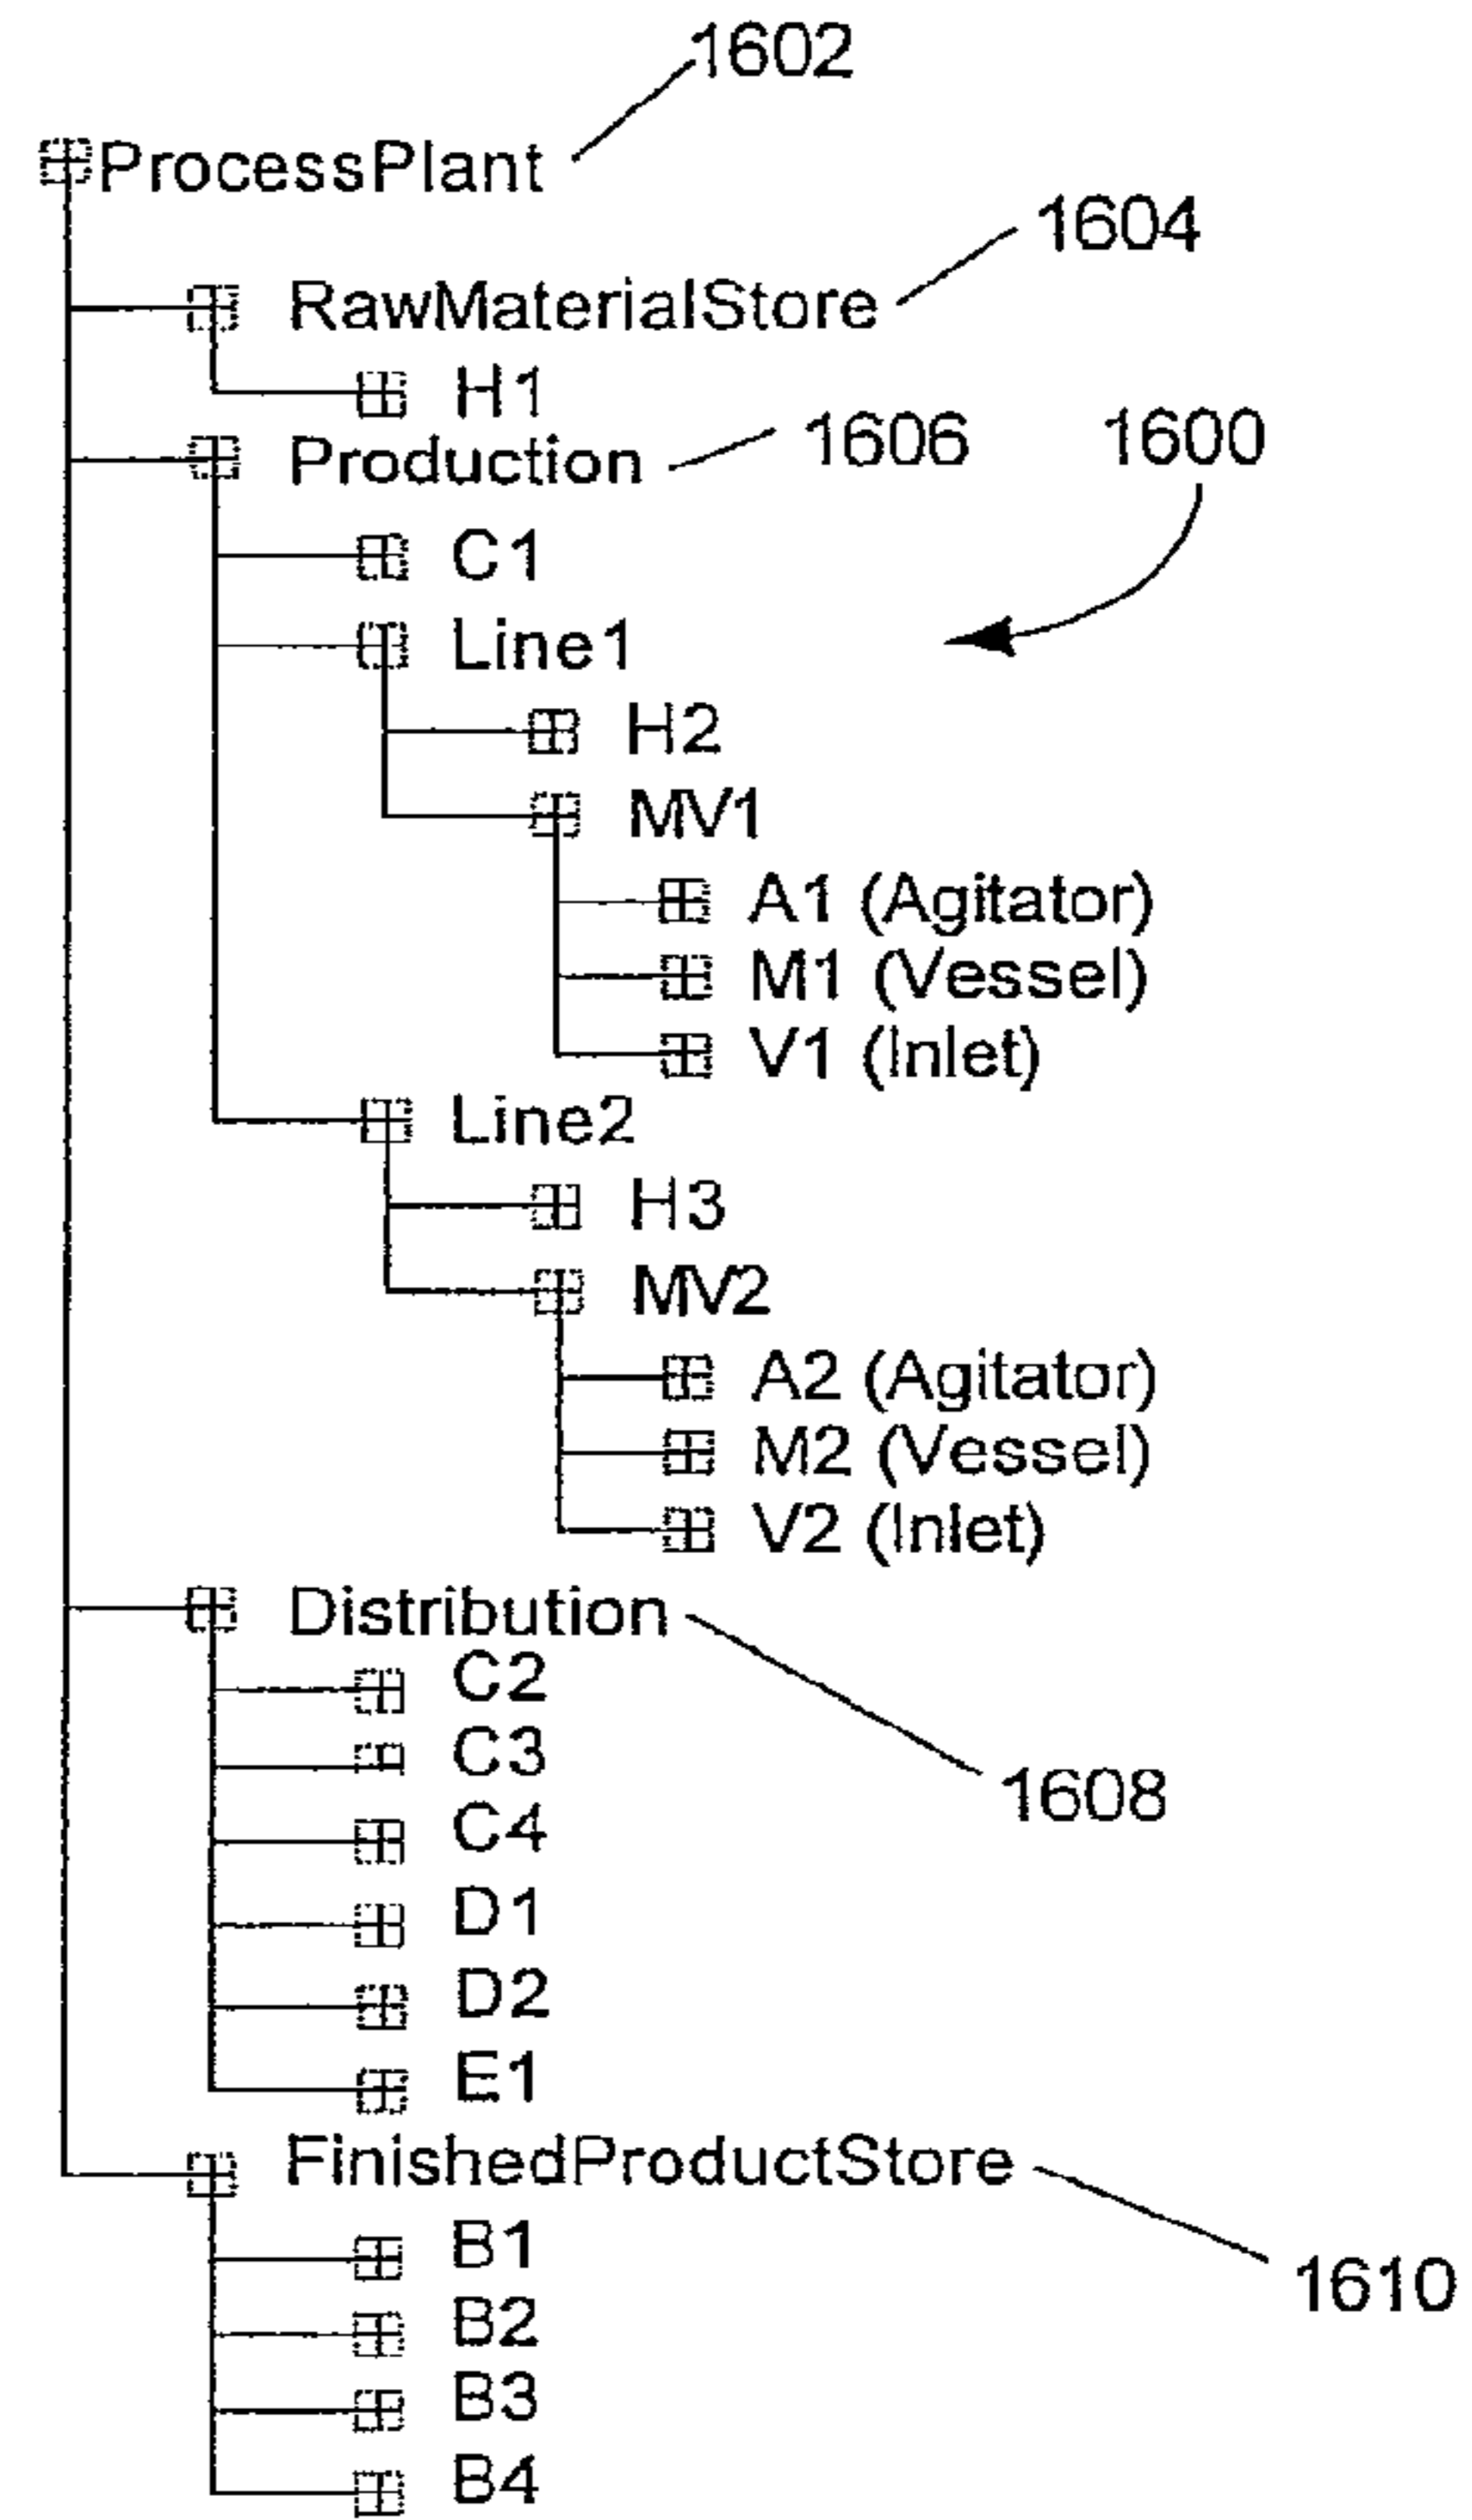 1602
ProcessPlant
1604
RawMaterialStore
H1
Production
1606
1600
C1
Line1
H2
MV1
A1 (Agitator)
M1 (Vessel)
V1 (Inlet)
Line2
H3
MV2
A2 (Agitator)
M2 (Vessel)
V2 (Inlet)
Distribution
C2
C3
1608
C4
D1
D2
E1
FinishedProductStore
B1
1610
B2
B3
B4